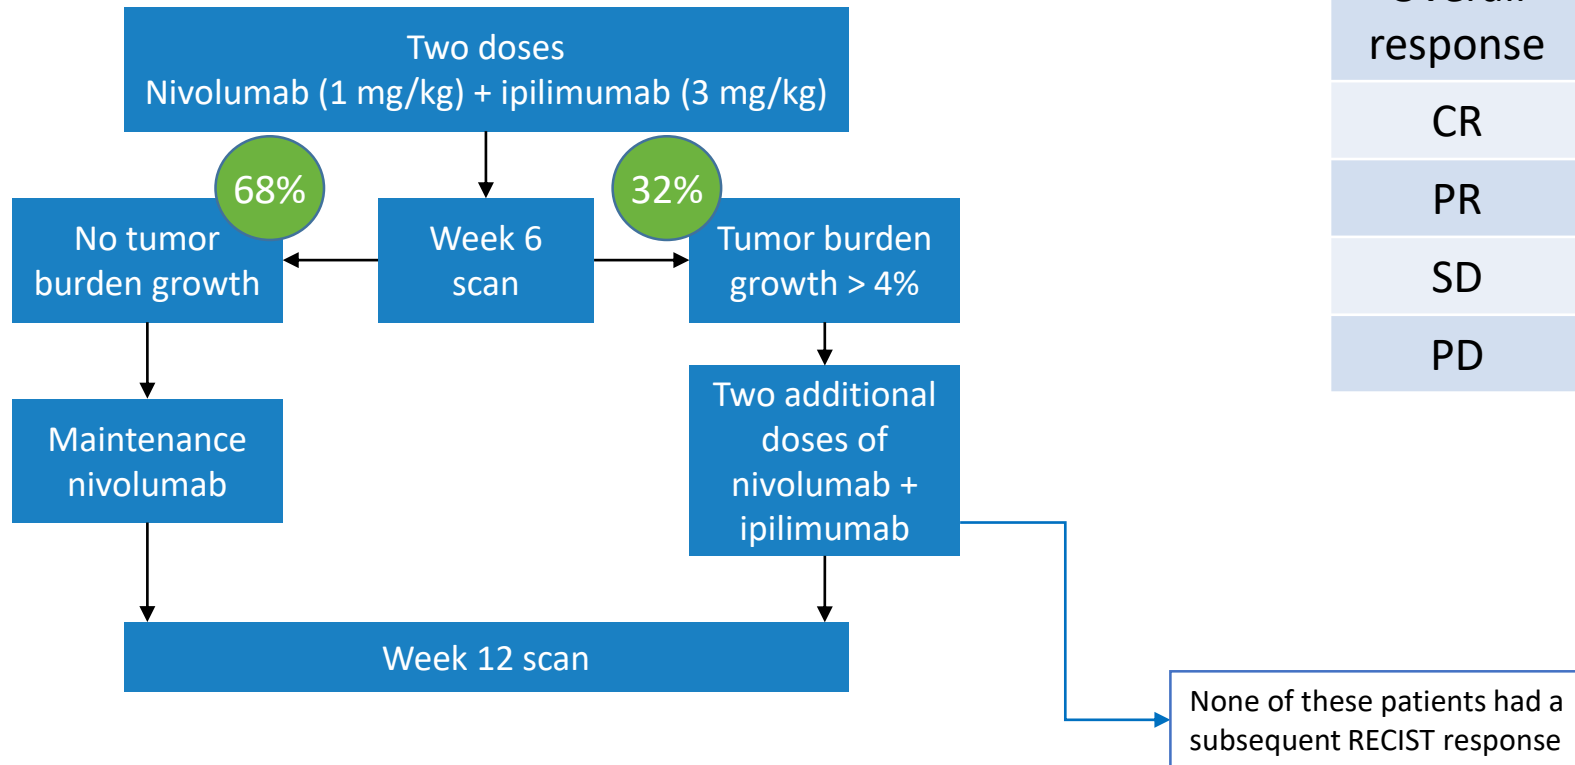 Two doses
Nivolumab (1 mg/kg) + ipilimumab (3 mg/kg)
68%
32%
No tumor
burden growth
Week 6
scan
Tumor burden
growth > 4%
Maintenance
nivolumab
Two additional
doses of
nivolumab +
ipilimumab
Week 12 scan
None of these patients had a
subsequent RECIST response
response
CR
PR
SD
PD